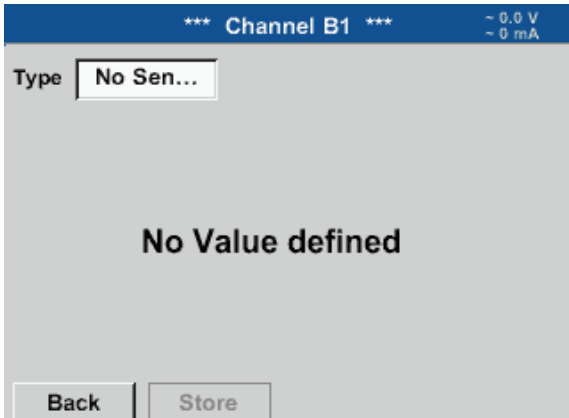 *** Channel B1 ***
~ 0.0 V
~ 0 mA
Type No Sen...
No Value defined
Back Store